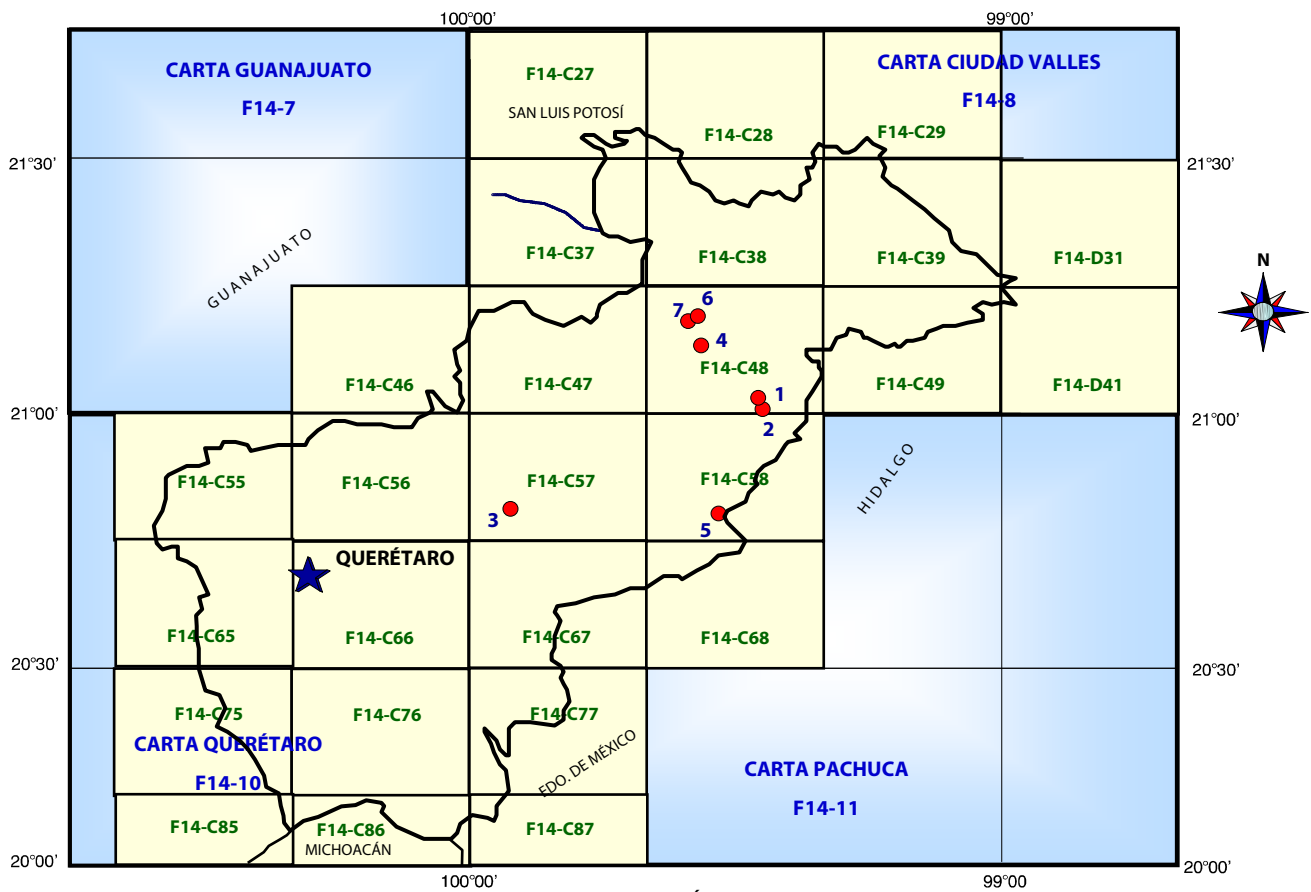 100°00’
99°00’
CARTA GUANAJUATO
F14-7
F14-C27
SAN LUIS POTOSÍ
CARTA CIUDAD VALLES
F14-8
F14-C28
F14-C29
21°30’
21°30’
GUANAJUATO
F14-C37
F14-C38
F14-C39
F14-D31
N
6
7
4
F14-C46
F14-C47
F14-C48
F14-C49
F14-D41
1
21°00’
21°00’
2
F14-C55
F14-C56
F14-C57
F14-C58
HIDALGO
3
5
QUERÉTARO
F14-C65
F14-C66
F14-C67
F14-C68
20°30’
20°30’
F14-C75
F14-C76
F14-C77
CARTA QUERÉTARO
F14-10
EDO. DE MÉXICO
CARTA PACHUCA
F14-11
F14-C85
F14-C86
F14-C87
MICHOACÁN
20°00’
20°00’
100°00’
99°00’